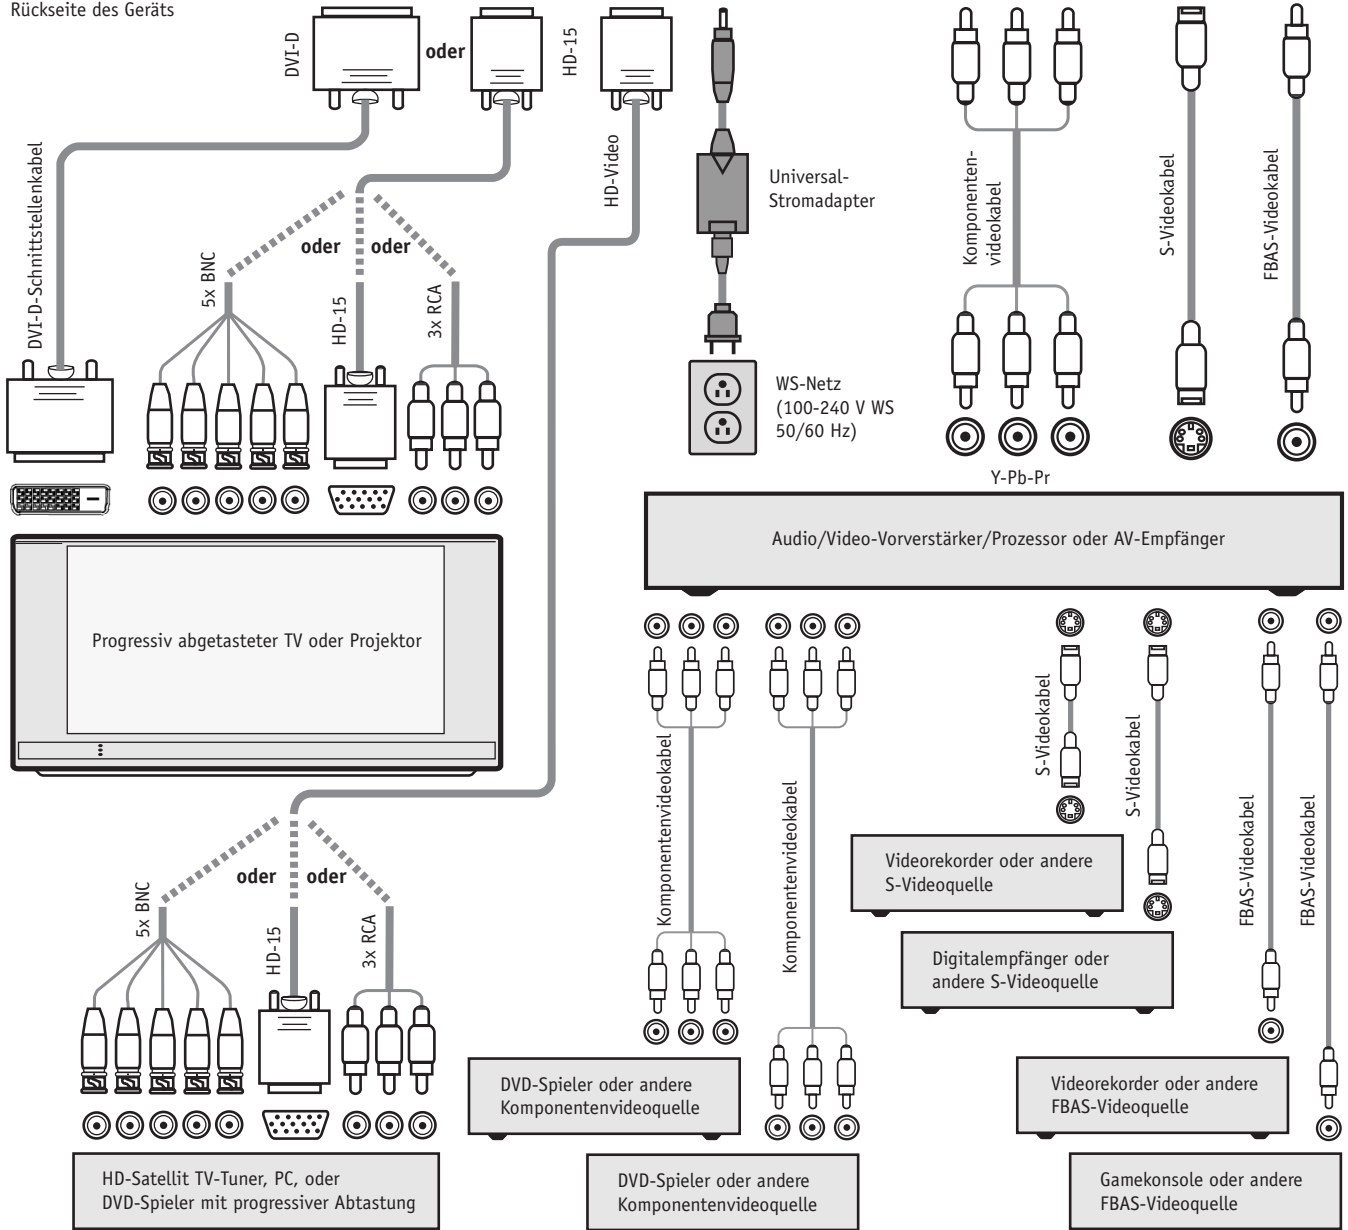 Rückseite des Geräts
DVI-D
oder
HD-15
DVI-D-Schnittstellenkabel
HD-Video
5x BNC
oder
oder
HD-15
3x RCA
Universal-
Stromadapter
WS-Netz
(100-240 V WS
50/60 Hz)
Komponenten-
videokabel
S-Videokabel
FBAS-Videokabel
Y-Pb-Pr
Audio/Video-Vorverstärker/Prozessor oder AV-Empfänger
Progressiv abgetasteter TV oder Projektor
Komponentenvideokabel
Komponentenvideokabel
S-Videokabel
S-Videokabel
FBAS-Videokabel
FBAS-Videokabel
5x BNC
oder
oder
HD-15
3x RCA
Videorekorder oder andere
S-Videoquelle
Digitalempfänger oder
andere S-Videoquelle
DVD-Spieler oder andere
Komponentenvideoquelle
Videorekorder oder andere
FBAS-Videoquelle
HD-Satellit TV-Tuner, PC, oder
DVD-Spieler mit progressiver Abtastung
DVD-Spieler oder andere
Komponentenvideoquelle
Gamekonsole oder andere
FBAS-Videoquelle